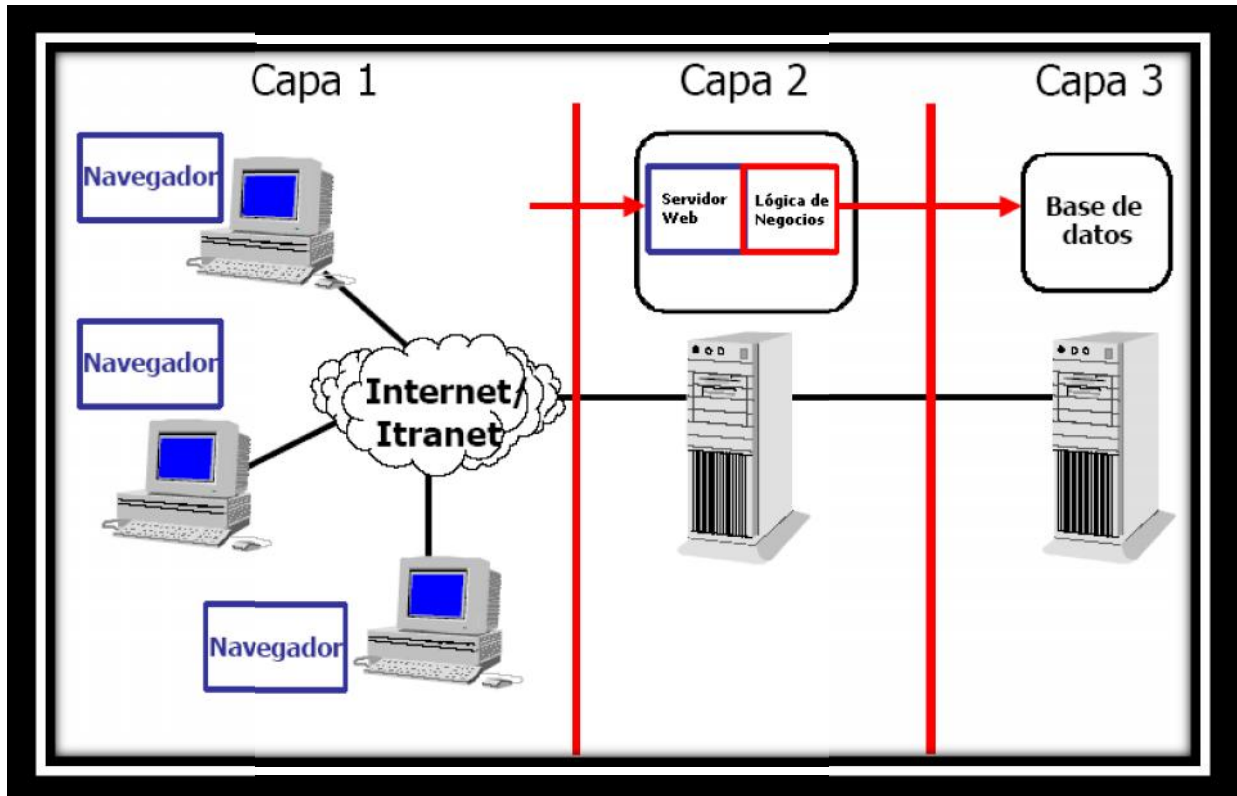 Capa 1
Capa 2
Capa 3
Navegador
Servidor
Web
Lógica de
Negocios
Base de
datos
Navegador
Internet/
Itranet
Navegador